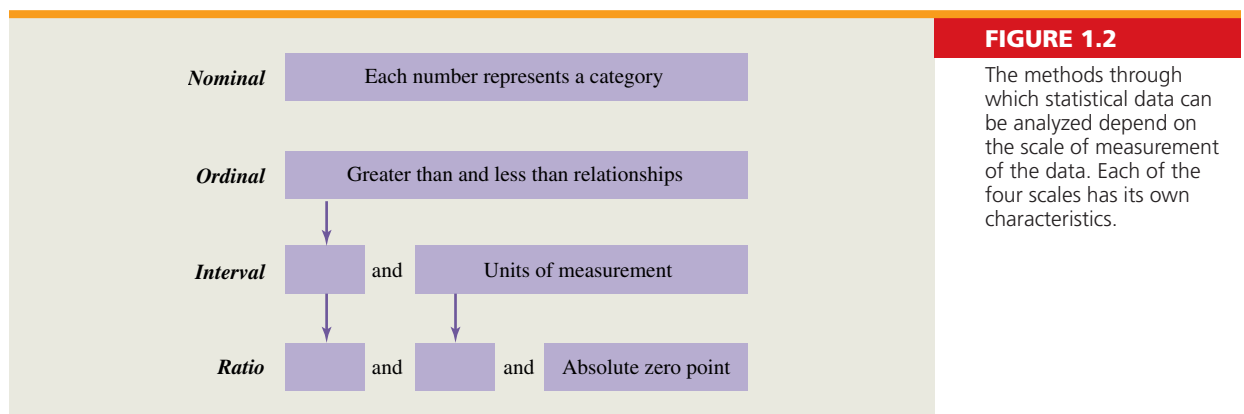 Nominal Each number represents a category
Ordinal Greater than and less than relationships
Interval and Units of measurement
Ratio and and Absolute zero point
FIGURE 1.2
The methods through
which statistical data can
be analyzed depend on
the scale of measurement
of the data. Each of the
four scales has its own
characteristics.